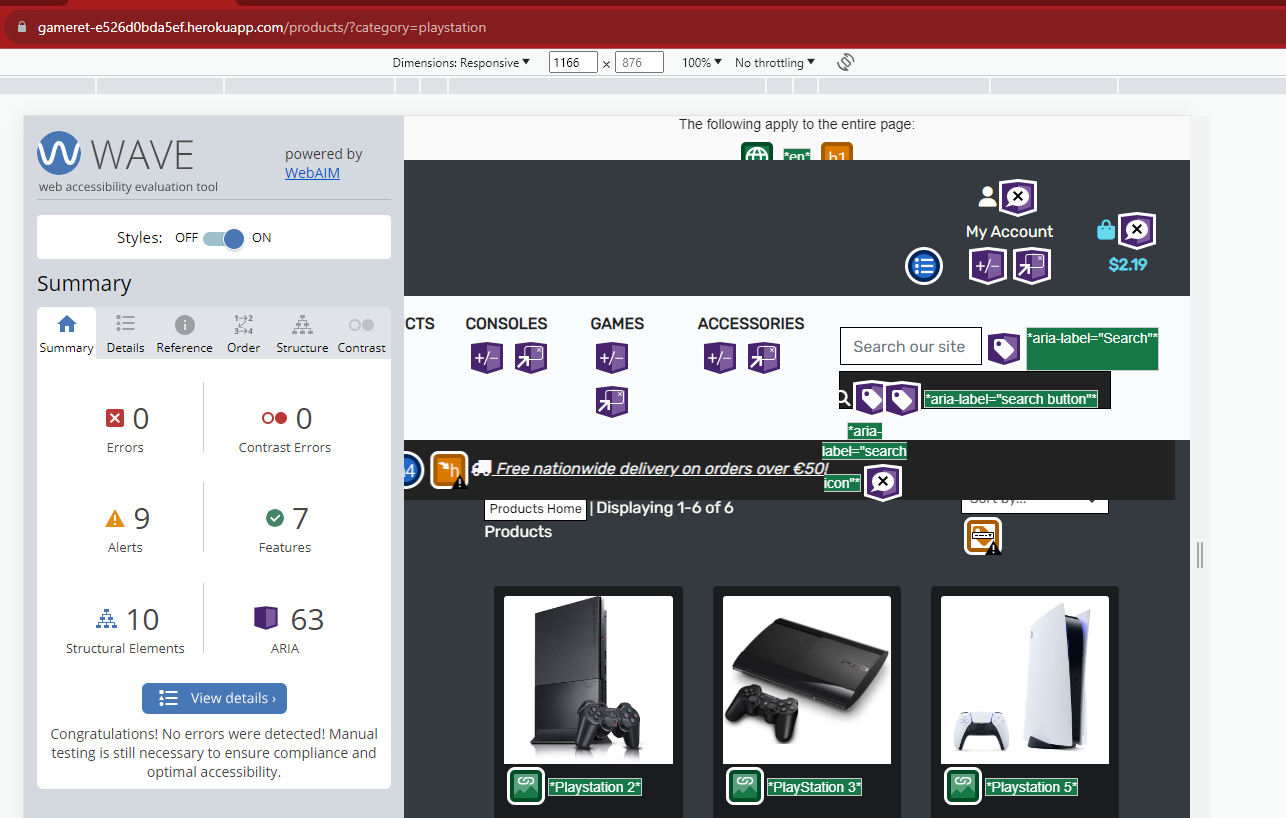 gameret-e526d0bda5ef.herokuapp.com/products/?category=playstation
Dimensions: Responsive 1166 x 876 100% No throttling
WAVE
web accessibility evaluation tool
powered by
WebAIM
Styles: OFF ON
Summary
Summary Details Reference Order Structure Contrast
0
Errors
0
Contrast Errors
9
Alerts
7
Features
10
Structural Elements
63
ARIA
View details ›
Congratulations! No errors were detected! Manual
testing is still necessary to ensure compliance and
optimal accessibility.
The following apply to the entire page:
*en* h1
My Account
+/-
$2.19
CTS CONSOLES GAMES ACCESSORIES
+/- +/- +/-
Search our site
*aria-label="Search"*
*aria-label="search button"*
*aria-
label="search
icon"*
4 h Free nationwide delivery on orders over €50!
Products Home | Displaying 1-6 of 6
Products
Sort by...
PS3
*Playstation 2* *PlayStation 3* *Playstation 5*